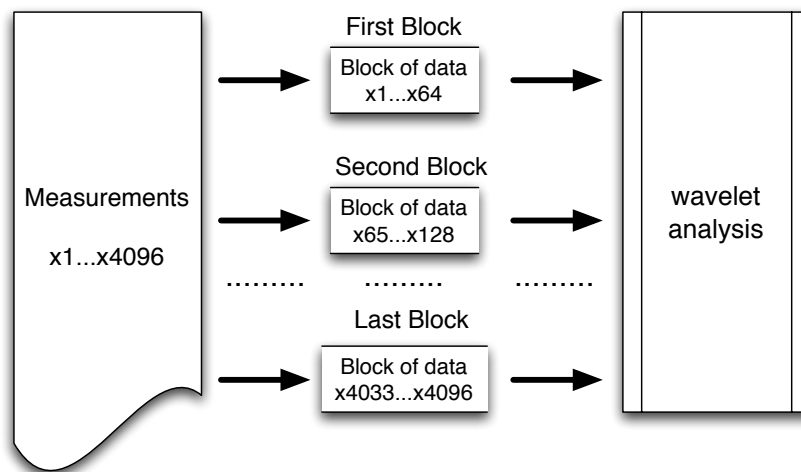 First Block
Block of data
x1...x64
Second Block
Measurements
x1...x4096
Block of data
x65...x128
wavelet
analysis
Last Block
Block of data
x4033...x4096